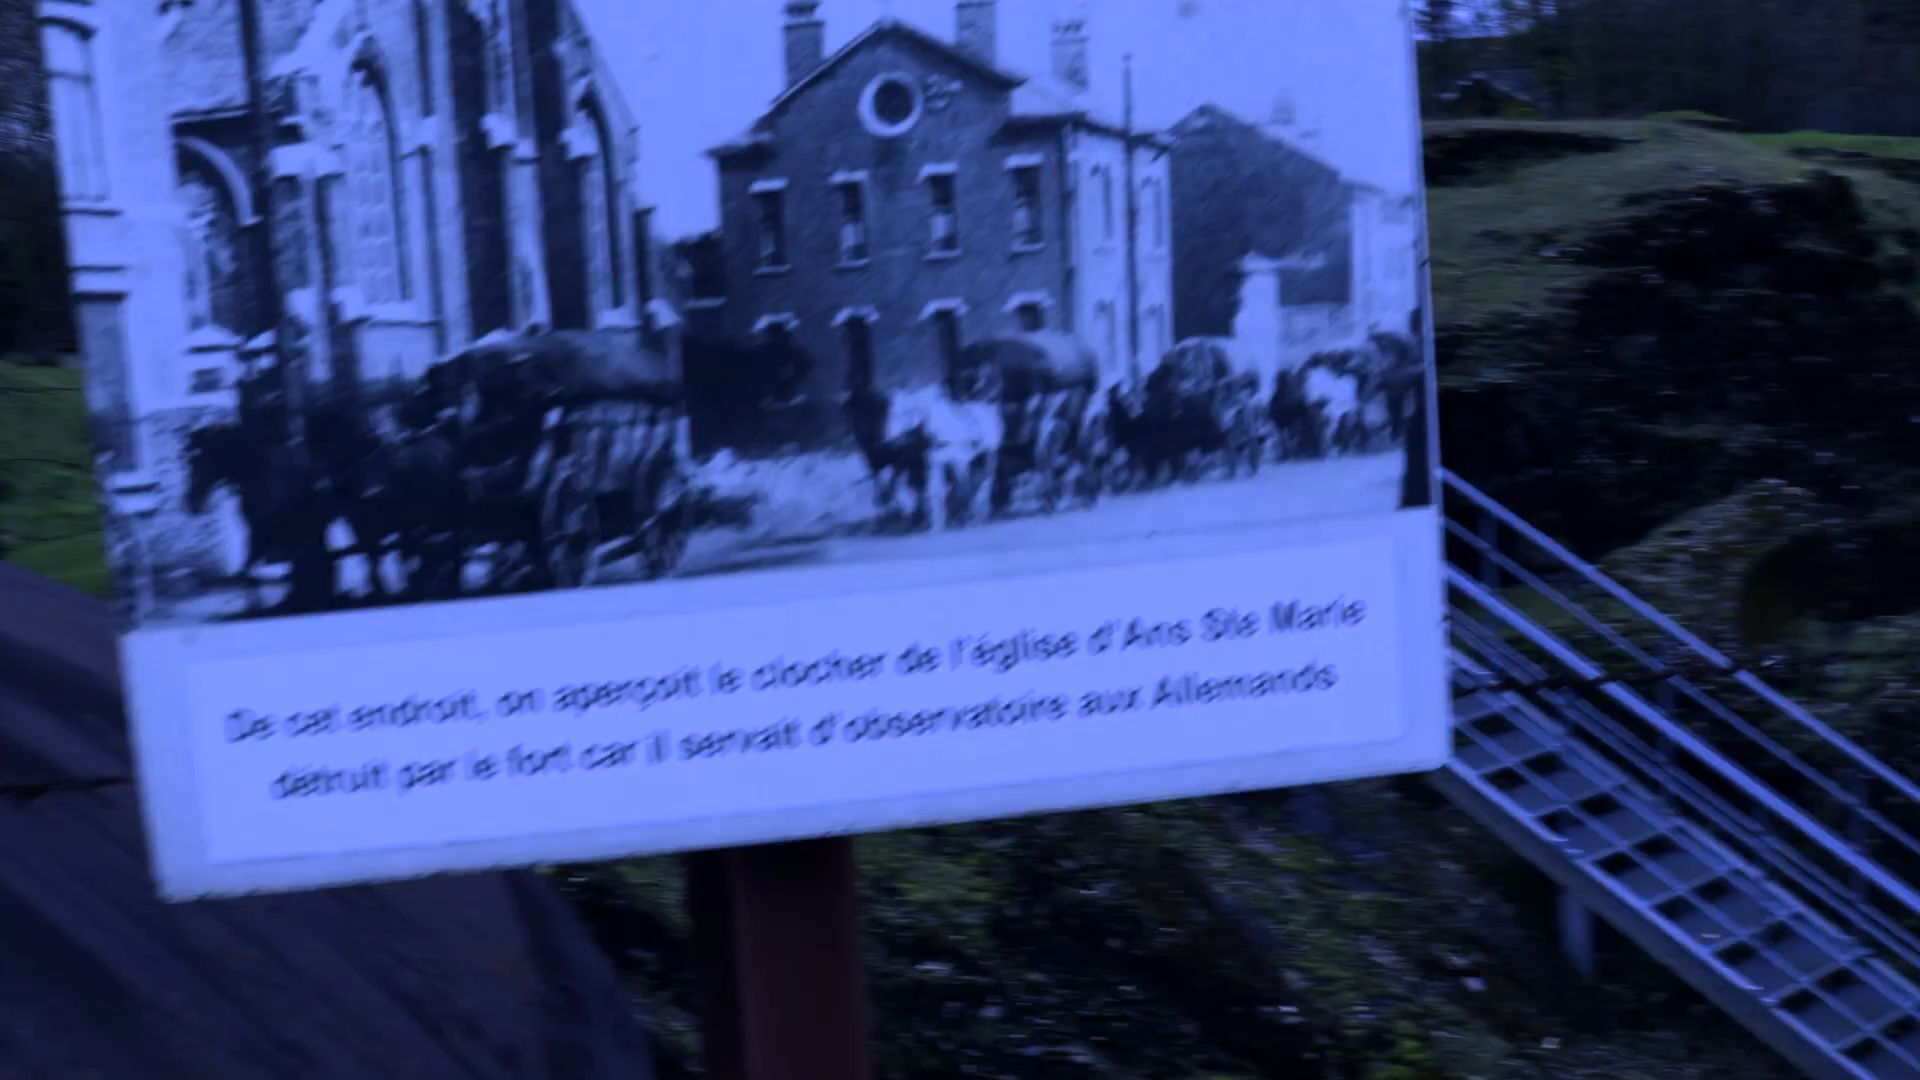 De cet endroit, on aperçoit le clocher de l'église d'Ans Ste Marie
détruit par le fort car il servait d'observatoire aux Allemands